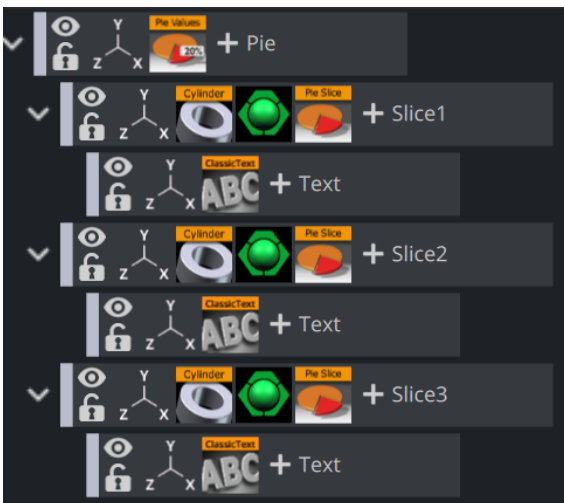 Y Pie Values
20%
Z X + Pie
Y Cylinder Pie Slice
Z X + Slice1
Y ClassicText
Z X ABC + Text
Y Cylinder Pie Slice
Z X + Slice2
Y ClassicText
Z X ABC + Text
Y Cylinder Pie Slice
Z X + Slice3
Y ClassicText
Z X ABC + Text